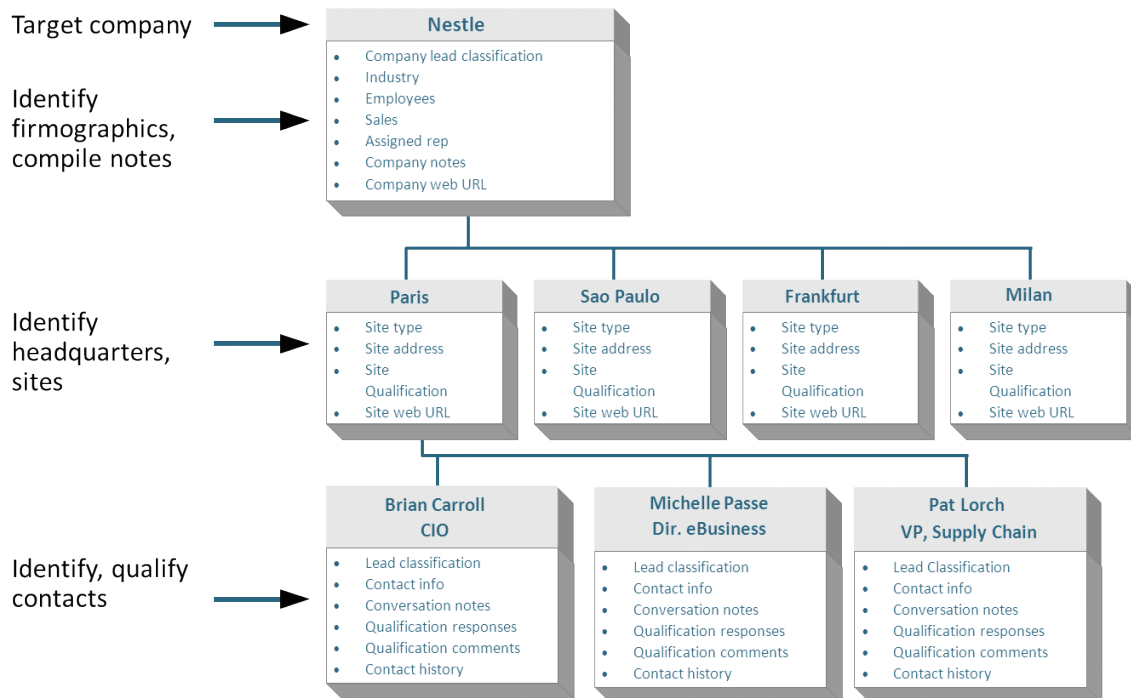 Target company
Nestle
• Company lead classification
• Industry
• Employees
• Sales
• Assigned rep
• Company notes
• Company web URL
Identify
firmographics,
compile notes
Identify
headquarters,
sites
Paris
• Site type
• Site address
• Site
Qualification
• Site web URL
Sao Paulo
• Site type
• Site address
• Site
Qualification
• Site web URL
Frankfurt
• Site type
• Site address
• Site
Qualification
• Site web URL
Milan
• Site type
• Site address
• Site
Qualification
• Site web URL
Identify, qualify
contacts
Brian Carroll
CIO
• Lead classification
• Contact info
• Conversation notes
• Qualification responses
• Qualification comments
• Contact history
Michelle Passe
Dir. eBusiness
• Lead classification
• Contact info
• Conversation notes
• Qualification responses
• Qualification comments
• Contact history
Pat Lorch
VP, Supply Chain
• Lead Classification
• Contact info
• Conversation notes
• Qualification responses
• Qualification comments
• Contact history